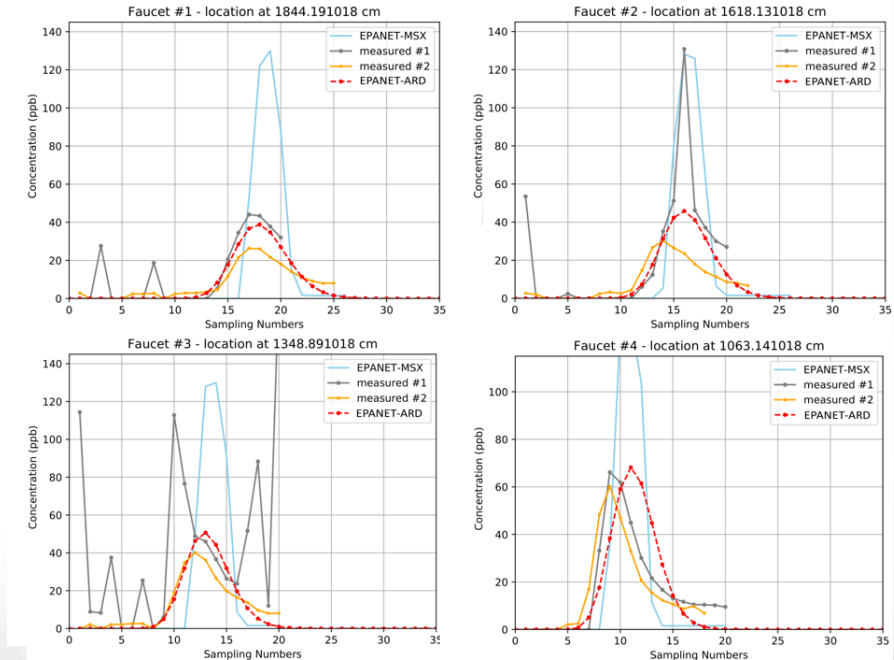 Faucet #1 - location at 1844.191018 cm
Concentration (ppb)
140
120
100
80
60
40
20
0
EPANET-MSX
measured #1
measured #2
EPANET-ARD
0 5 10 15 20 25 30 35
Sampling Numbers
Faucet #2 - location at 1618.131018 cm
Concentration (ppb)
140
120
100
80
60
40
20
0
EPANET-MSX
measured #1
measured #2
EPANET-ARD
0 5 10 15 20 25 30 35
Sampling Numbers
Faucet #3 - location at 1348.891018 cm
Concentration (ppb)
140
120
100
80
60
40
20
0
EPANET-MSX
measured #1
measured #2
EPANET-ARD
0 5 10 15 20 25 30 35
Sampling Numbers
Faucet #4 - location at 1063.141018 cm
Concentration (ppb)
100
80
60
40
20
0
EPANET-MSX
measured #1
measured #2
EPANET-ARD
0 5 10 15 20 25 30 35
Sampling Numbers